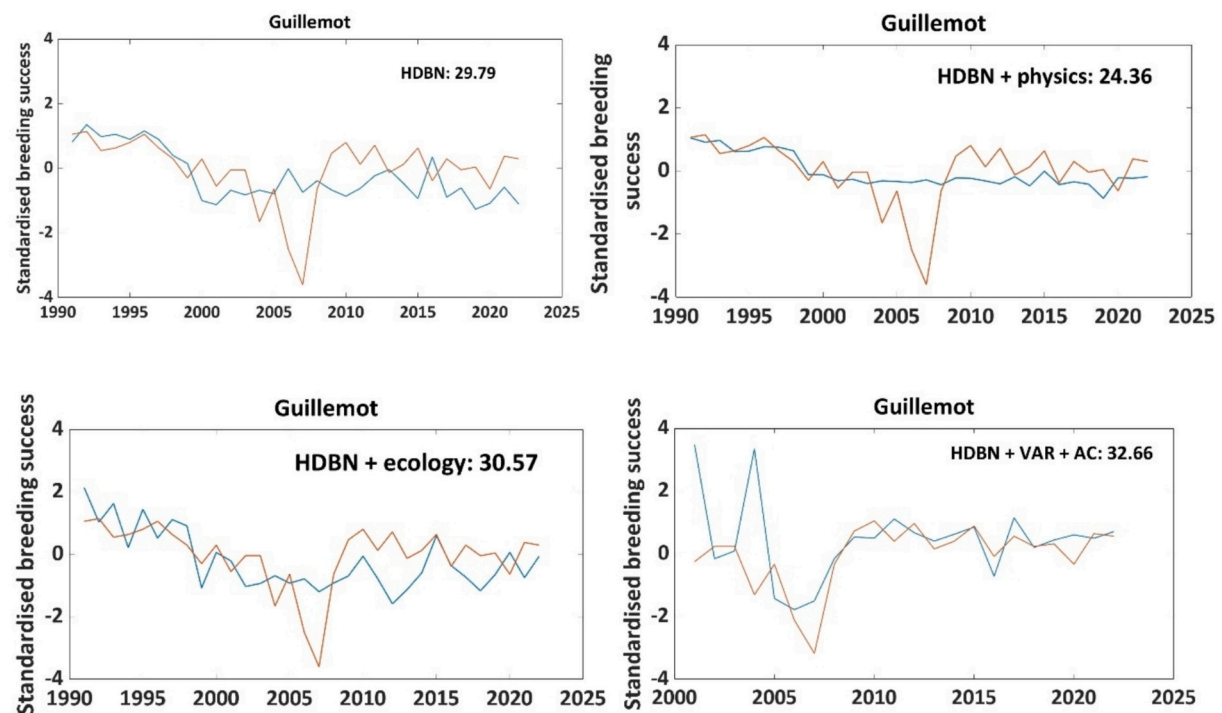 Guillemot
Standardised breeding success
4
2
0
-2
-4
HDBN: 29.79
1990 1995 2000 2005 2010 2015 2020 2025
Guillemot
Standardised breeding
success
4
2
0
-2
-4
HDBN + physics: 24.36
1990 1995 2000 2005 2010 2015 2020 2025
Guillemot
Standardised breeding success
4
2
0
-2
-4
HDBN + ecology: 30.57
1990 1995 2000 2005 2010 2015 2020 2025
Guillemot
Standardised breeding success
4
2
0
-2
-4
HDBN + VAR + AC: 32.66
2000 2005 2010 2015 2020 2025